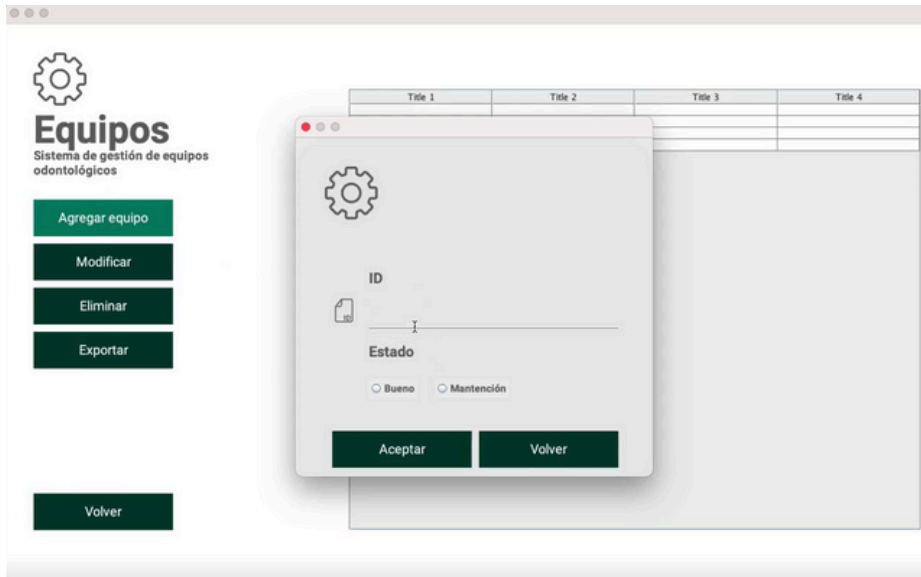 Equipos
Sistema de gestión de equipos
odontológicos
Agregar equipo
Modificar
Eliminar
Exportar
Volver
Title 1 Title 2 Title 3 Title 4
ID
ID
Estado
Bueno Mantención
Aceptar Volver